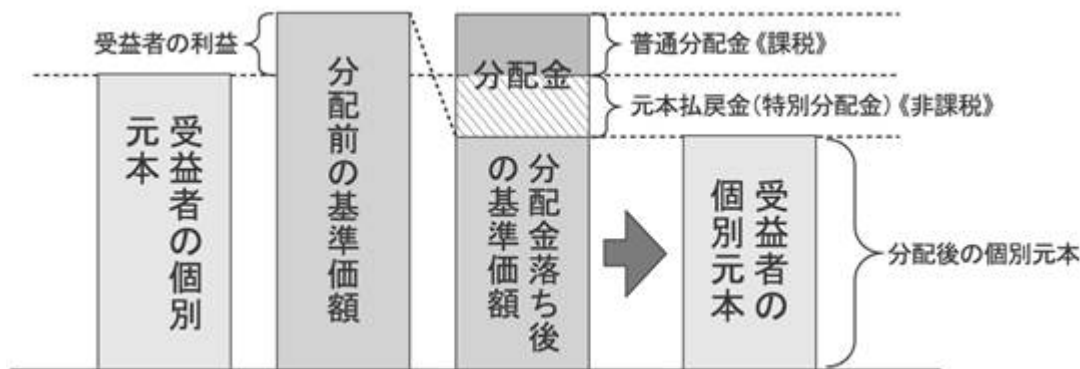 受益者の利益
受益者の個別
元本
分配前の基準価額
分配金
分配金落ち後
の基準価額
普通分配金《課税》
元本払戻金(特別分配金)《非課税》
受益者の
個別元本
分配後の個別元本